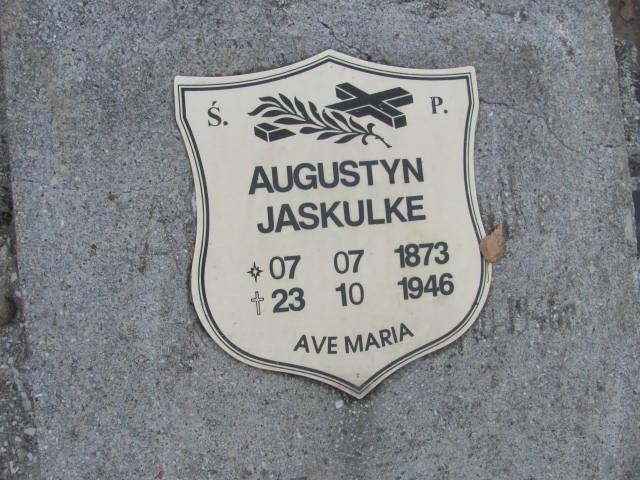 Ś. P.
AUGUSTYN
JASKULKE
07 07 1873
23 10 1946
AVE MARIA